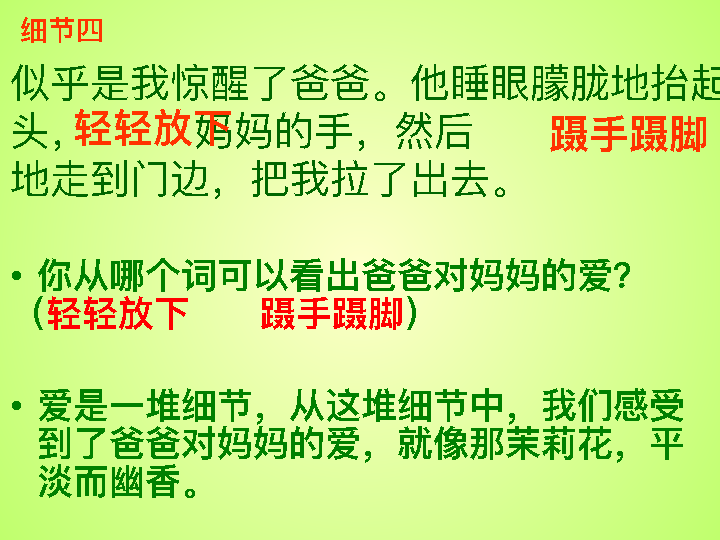 细节四
似乎是我惊醒了爸爸。他睡眼朦胧地抬起
头，轻轻放下妈妈的手，然后 蹑手蹑脚
地走到门边，把我拉了出去。
• 你从哪个词可以看出爸爸对妈妈的爱？
（轻轻放下 蹑手蹑脚）
• 爱是一堆细节，从这堆细节中，我们感受
到了爸爸对妈妈的爱，就像那茉莉花，平
淡而幽香。